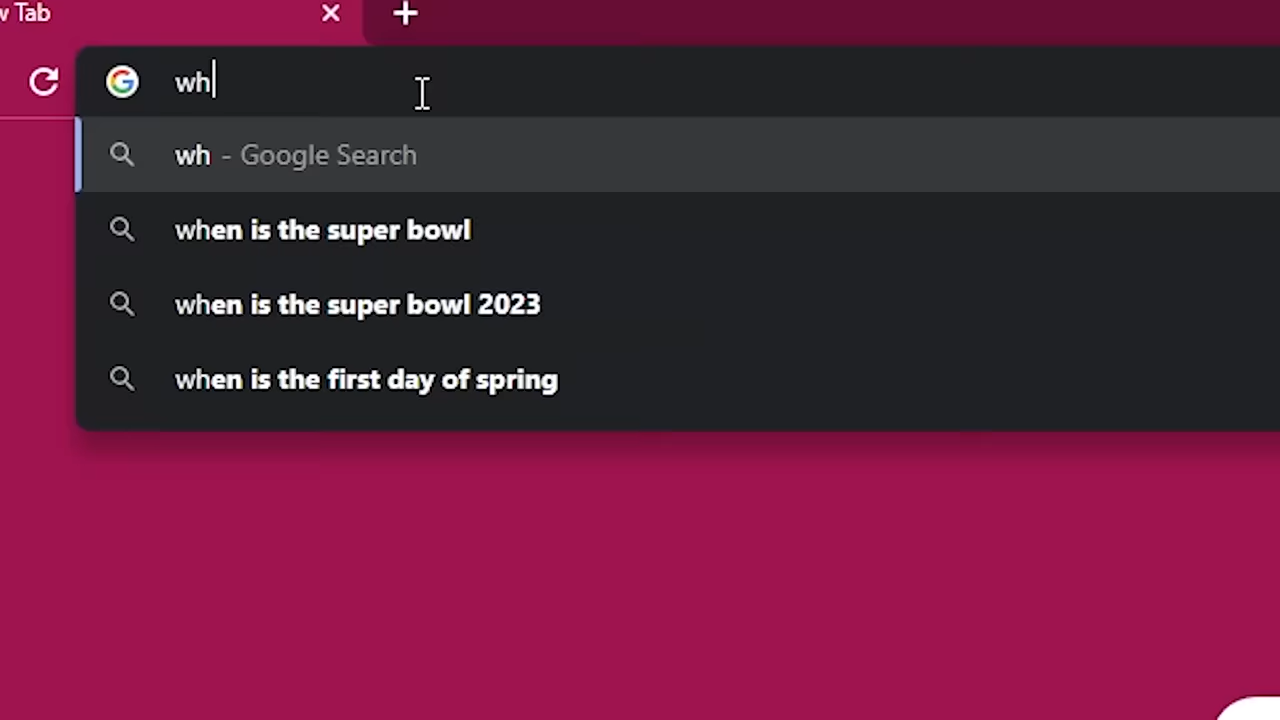 w Tab
wh
wh - Google Search
when is the super bowl
when is the super bowl 2023
when is the first day of spring